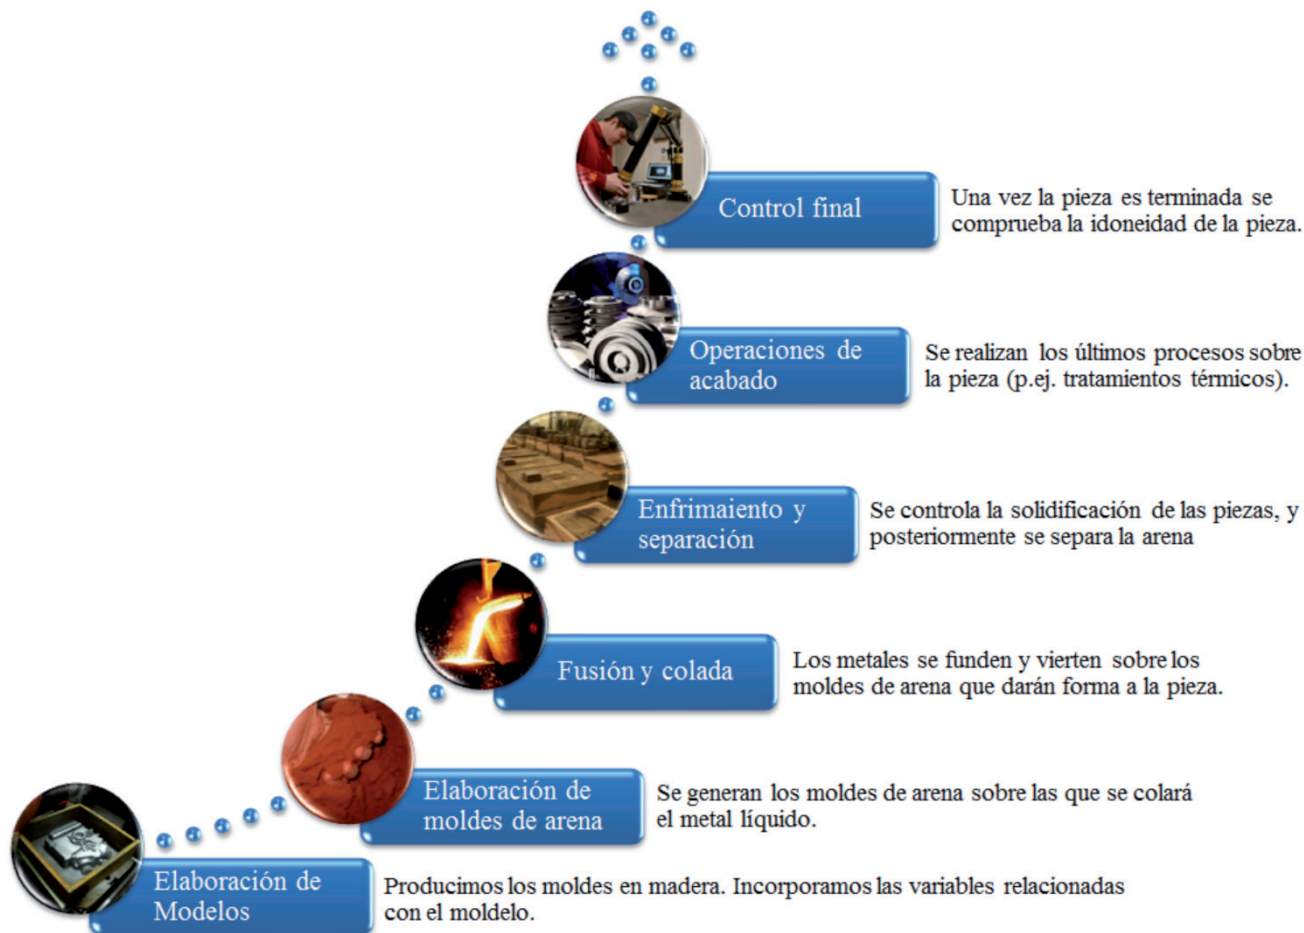 Control final
Una vez la pieza es terminada se
comprueba la idoneidad de la pieza.
Operaciones de
acabado
Se realizan los últimos procesos sobre
la pieza (p.ej. tratamientos térmicos).
Enfrimaiento y
separación
Se controla la solidificación de las piezas, y
posteriormente se separa la arena
Fusión y colada
Los metales se funden y vierten sobre los
moldes de arena que darán forma a la pieza.
Elaboración de
moldes de arena
Se generan los moldes de arena sobre las que se colará
el metal líquido.
Elaboración de
Modelos
Producimos los moldes en madera. Incorporamos las variables relacionadas
con el moldelo.